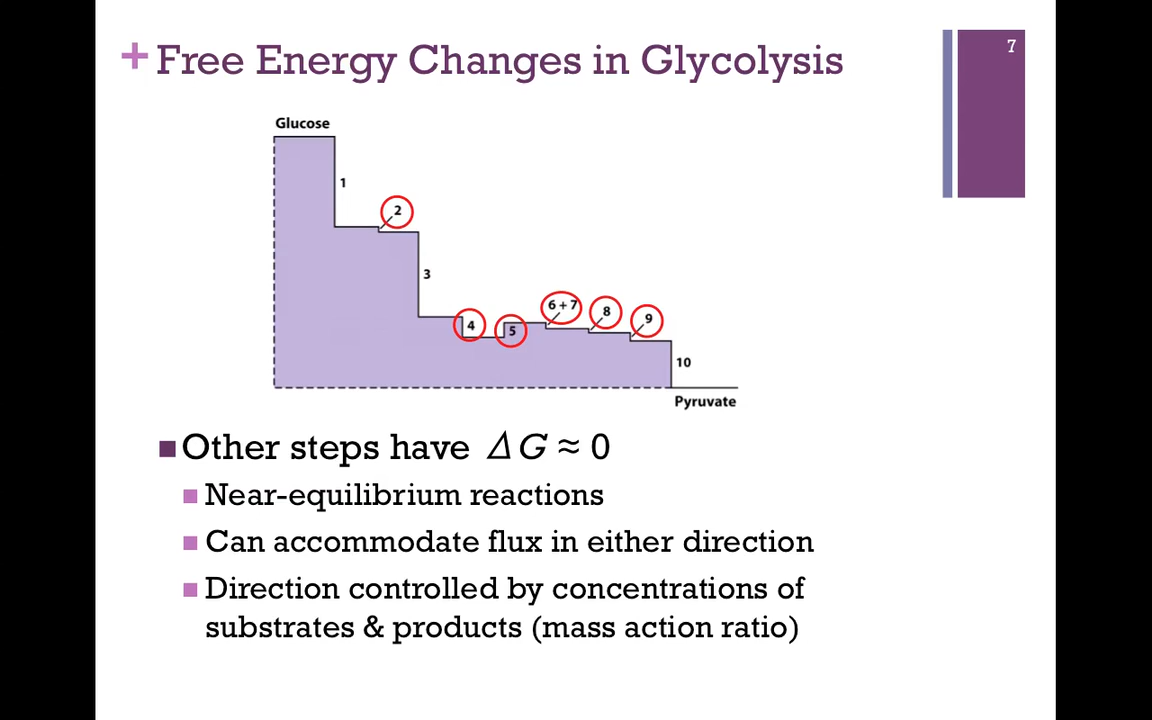 + Free Energy Changes in Glycolysis
7
Glucose
1
2
3
4
5
6 + 7
8
9
10
Pyruvate
Other steps have ΔG ≈ 0
Near-equilibrium reactions
Can accommodate flux in either direction
Direction controlled by concentrations of
substrates & products (mass action ratio)